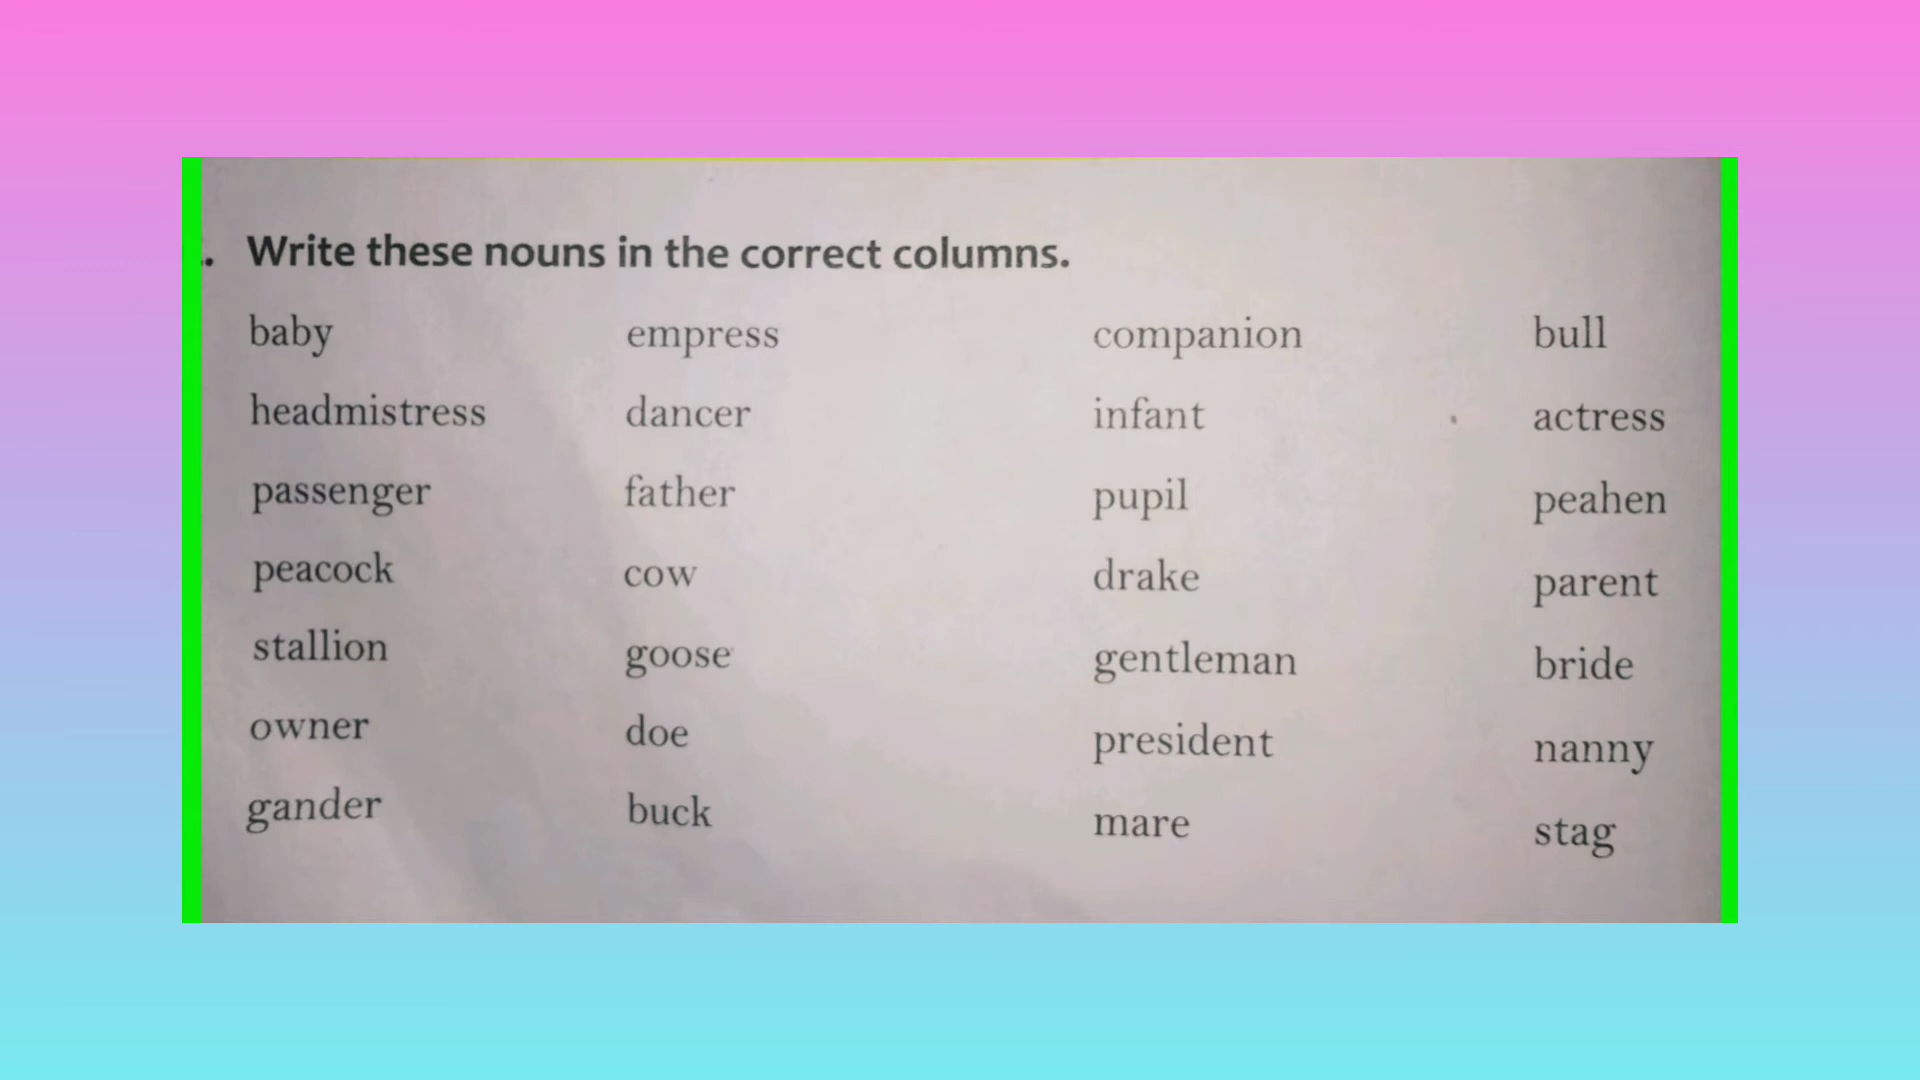 . Write these nouns in the correct columns.
baby empress companion bull
headmistress dancer infant actress
passenger father pupil peahen
peacock cow drake parent
stallion goose gentleman bride
owner doe president nanny
gander buck mare stag